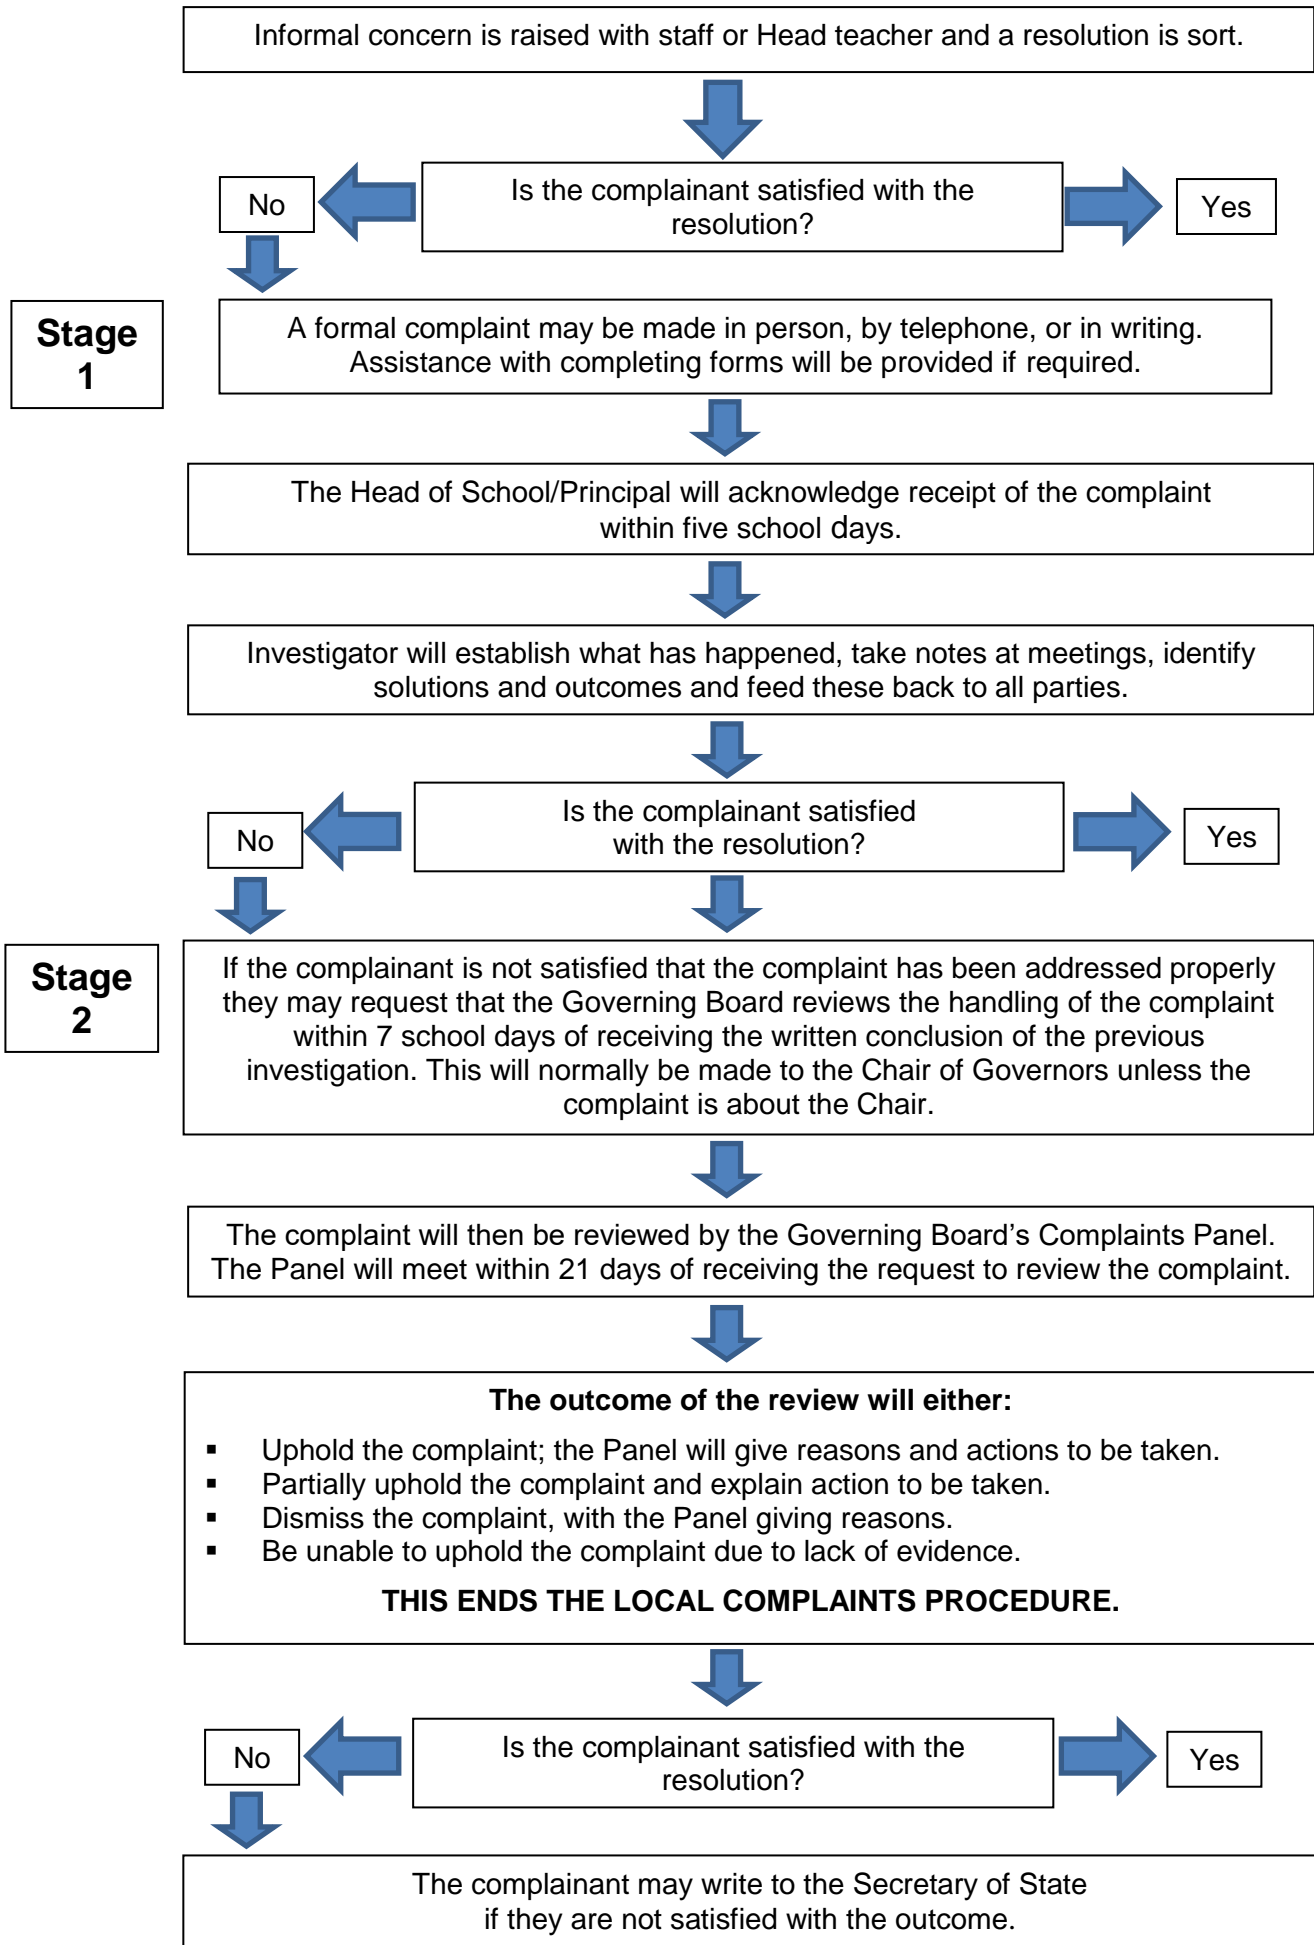 Informal concern is raised with staff or Head teacher and a resolution is sort.
No
Is the complainant satisfied with the
resolution?
Yes
Stage
1
A formal complaint may be made in person, by telephone, or in writing.
Assistance with completing forms will be provided if required.
The Head of School/Principal will acknowledge receipt of the complaint
within five school days.
Investigator will establish what has happened, take notes at meetings, identify
solutions and outcomes and feed these back to all parties.
No
Is the complainant satisfied
with the resolution?
Yes
Stage
2
If the complainant is not satisfied that the complaint has been addressed properly
they may request that the Governing Board reviews the handling of the complaint
within 7 school days of receiving the written conclusion of the previous
investigation. This will normally be made to the Chair of Governors unless the
complaint is about the Chair.
The complaint will then be reviewed by the Governing Board’s Complaints Panel.
The Panel will meet within 21 days of receiving the request to review the complaint.
The outcome of the review will either:
▪ Uphold the complaint; the Panel will give reasons and actions to be taken.
▪ Partially uphold the complaint and explain action to be taken.
▪ Dismiss the complaint, with the Panel giving reasons.
▪ Be unable to uphold the complaint due to lack of evidence.
THIS ENDS THE LOCAL COMPLAINTS PROCEDURE.
No
Is the complainant satisfied with the
resolution?
Yes
The complainant may write to the Secretary of State
if they are not satisfied with the outcome.